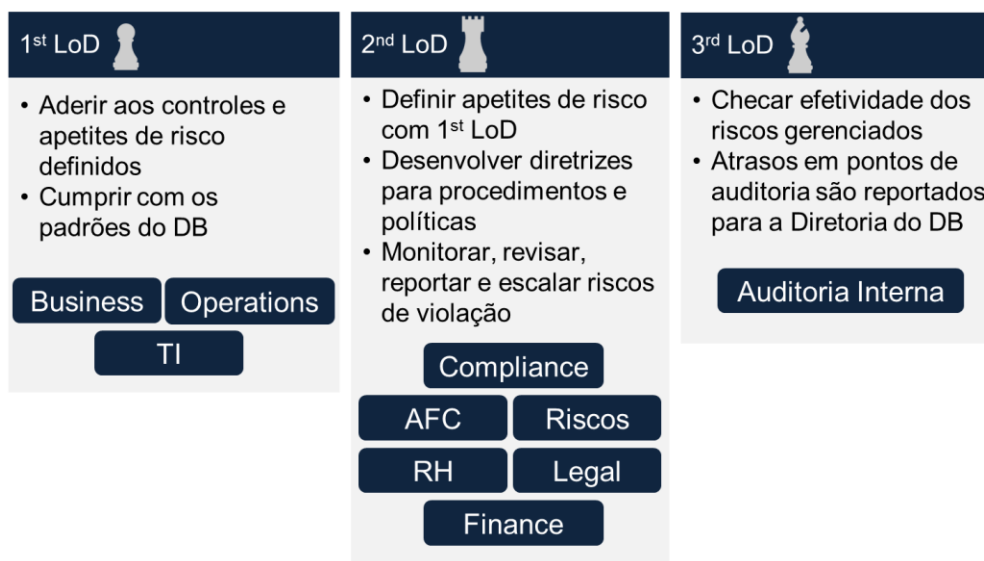 1st LoD
• Aderir aos controles e
apetites de risco
definidos
• Cumprir com os
padrões do DB
Business
Operations
TI
2nd LoD
• Definir apetites de risco
com 1st LoD
• Desenvolver diretrizes
para procedimentos e
políticas
• Monitorar, revisar,
reportar e escalar riscos
de violação
Compliance
AFC
Riscos
RH
Legal
Finance
3rd LoD
• Checar efetividade dos
riscos gerenciados
• Atrasos em pontos de
auditoria são reportados
para a Diretoria do DB
Auditoria Interna